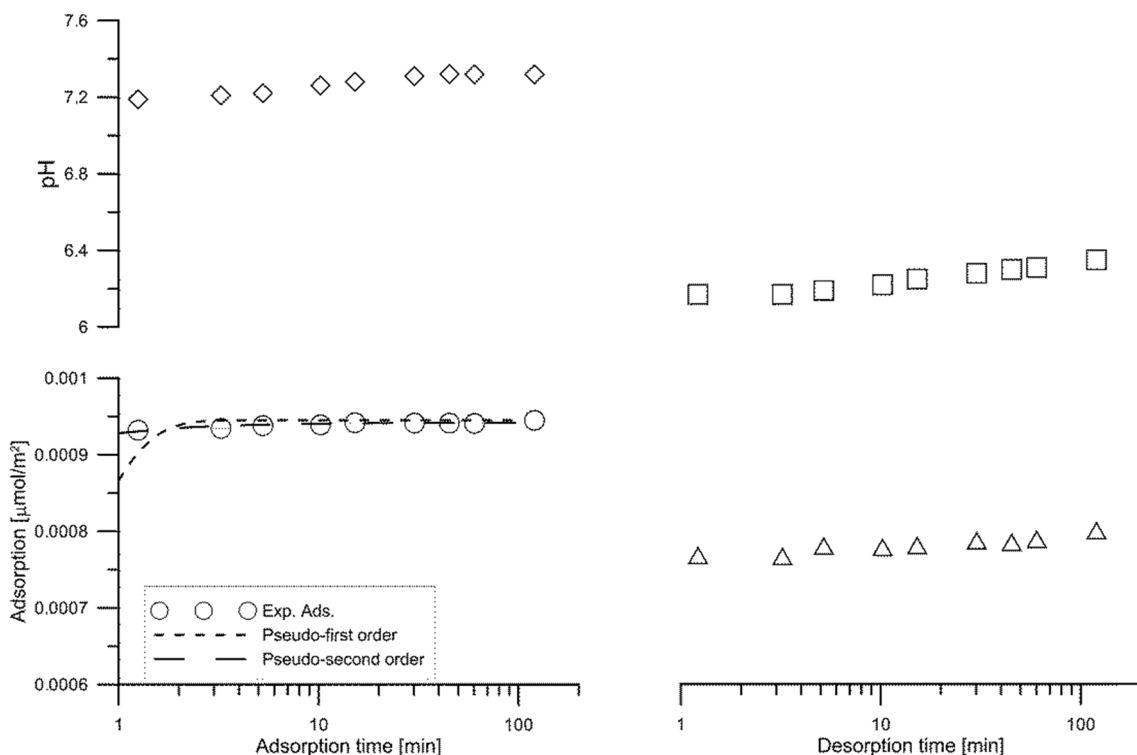 7.6
7.2
6.8
6.4
6
pH
0.001
0.0009
0.0008
0.0007
0.0006
Adsorption [μmol/m²]
Exp. Ads.
Pseudo-first order
Pseudo-second order
1
10
100
Adsorption time [min]
1
10
100
Desorption time [min]